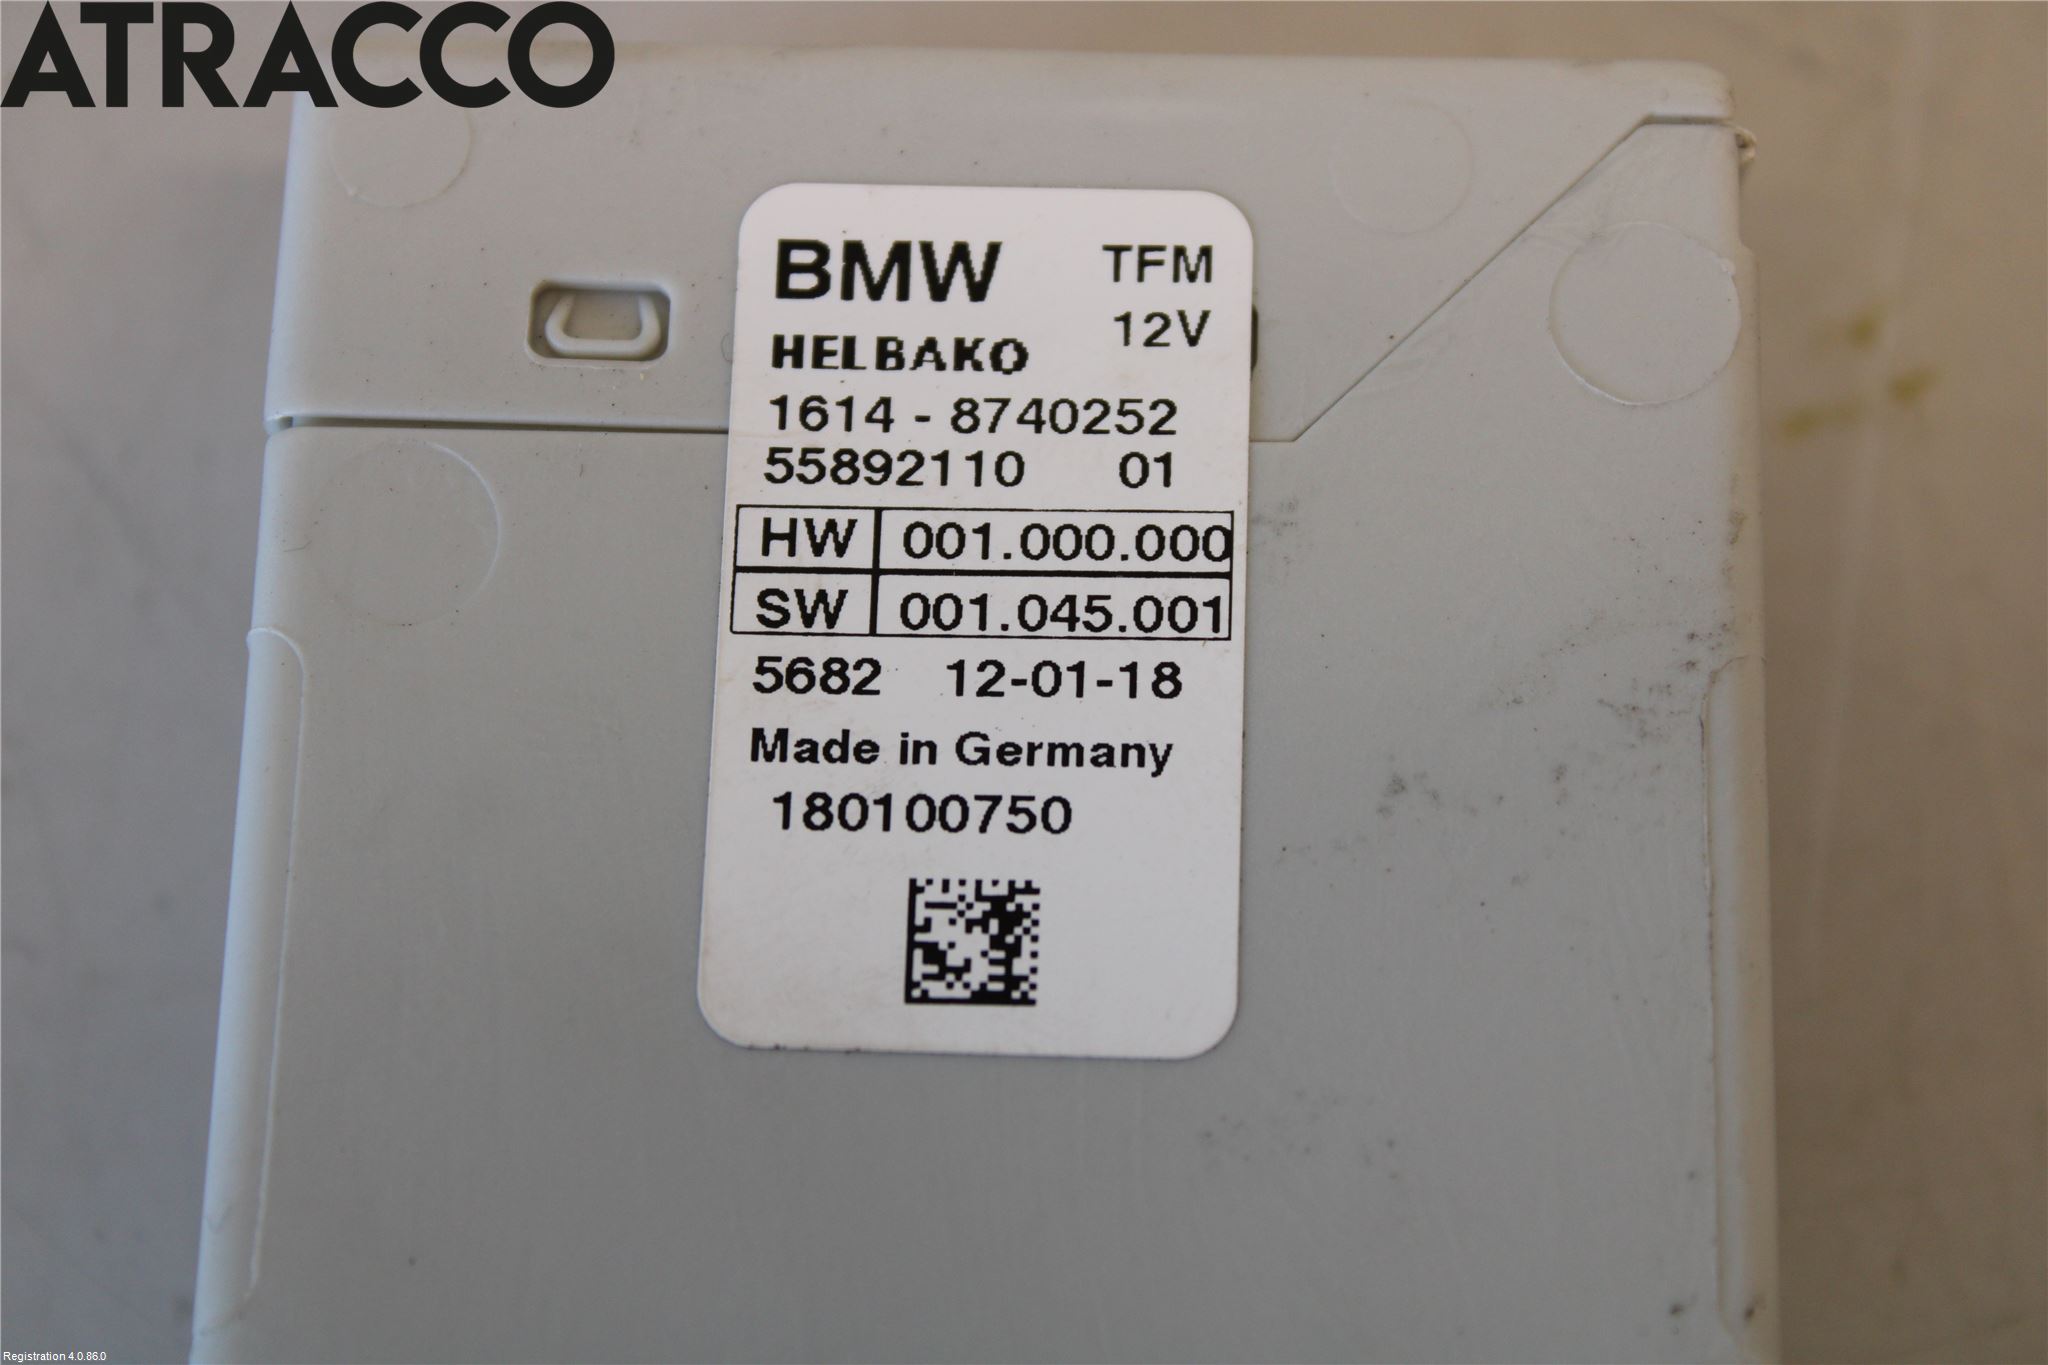 ATRACCO
BMW TFM
12V
HELBAKO
1614 - 8740252
55892110 01
HW 001.000.000
SW 001.045.001
5682 12-01-18
Made in Germany
180100750
Registration 4.0.86.0